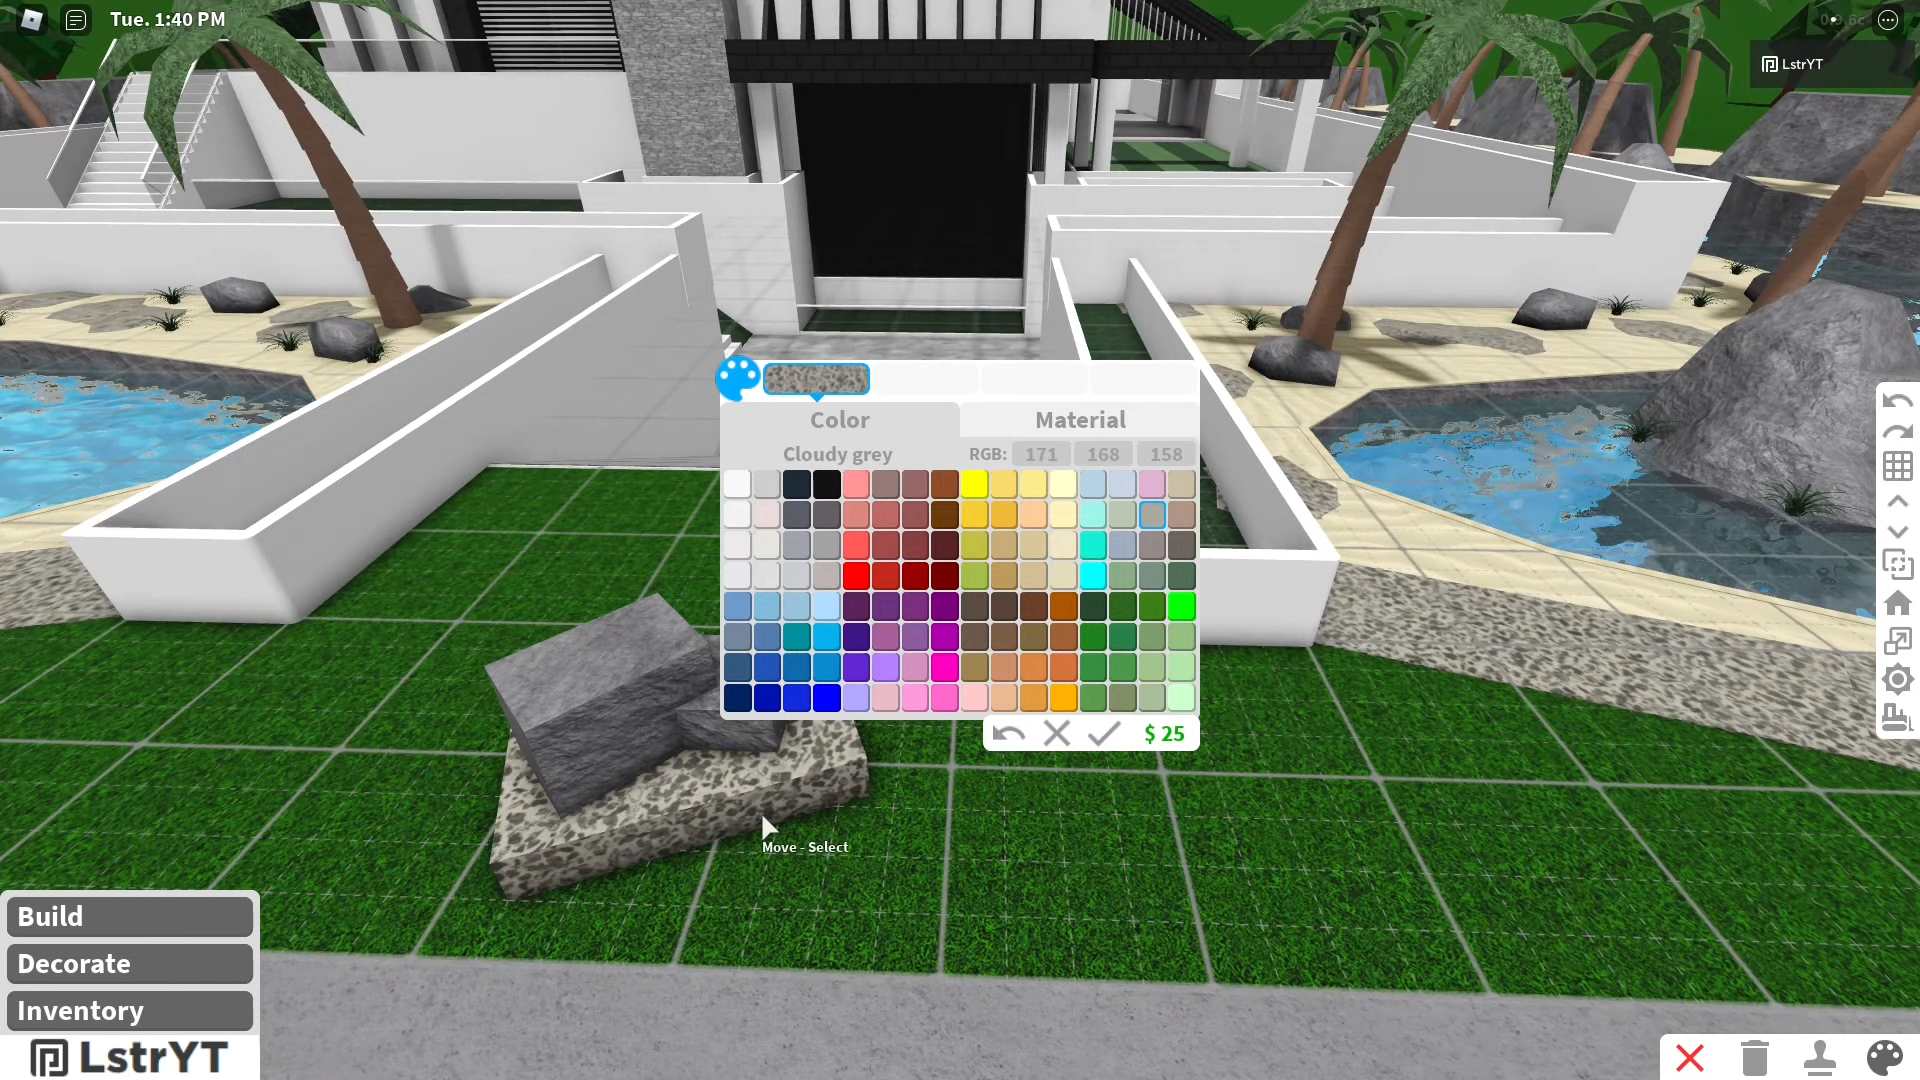 Tue. 1:40 PM
LstrYT
Color
Material
Cloudy grey
RGB:
171
168
158
$ 25
Move - Select
Build
Decorate
Inventory
LstrYT